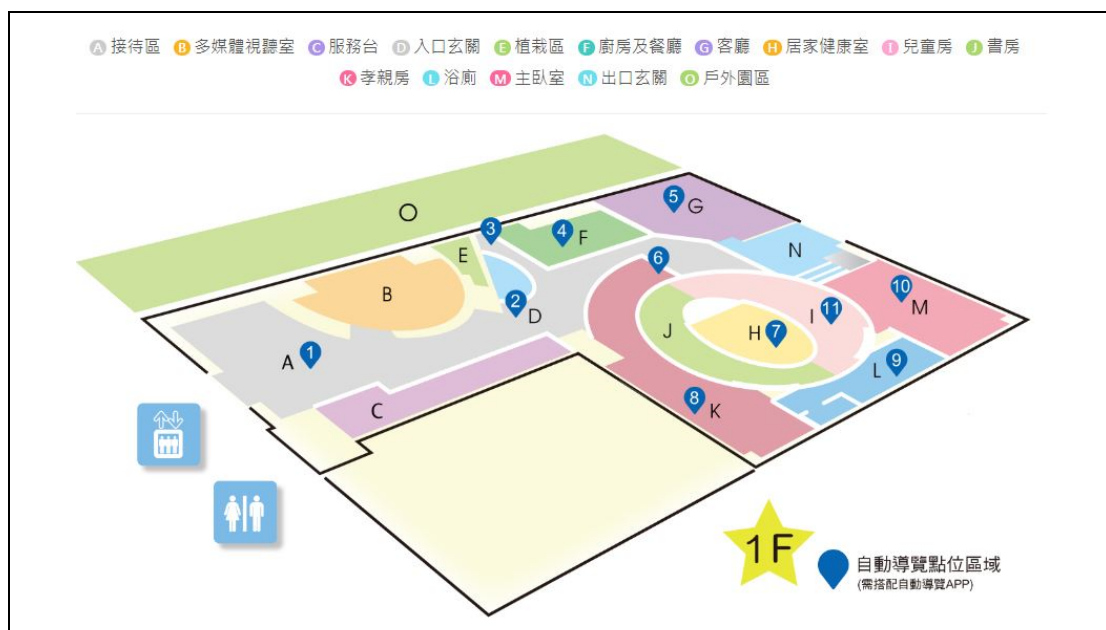 A 接待區 B 多媒體視聽室 C 服務台 D 入口玄關 E 植栽區 F 廚房及餐廳 G 客廳 H 居家健康室 I 兒童房 J 書房
K 孝親房 L 浴廁 M 主臥室 N 出口玄關 O 戶外園區
5
G
O
3
4
F
E
6
N
B
10
2
D
I
11
M
J
H
7
A
1
L
9
C
8
K
1F
自動導覽點位區域
(需搭配自動導覽APP)